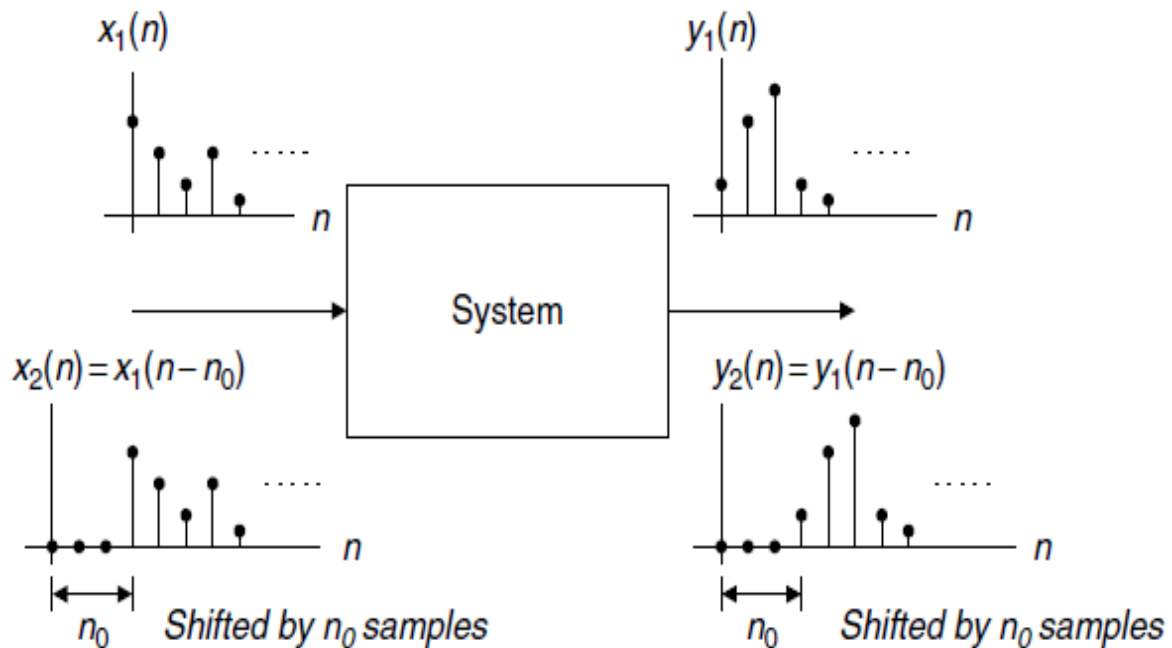 x₁(n)
y₁(n)
.....
.....
n
n
System
x₂(n) = x₁(n − n₀)
y₂(n) = y₁(n − n₀)
.....
.....
n
n
n₀ Shifted by n₀ samples
n₀ Shifted by n₀ samples